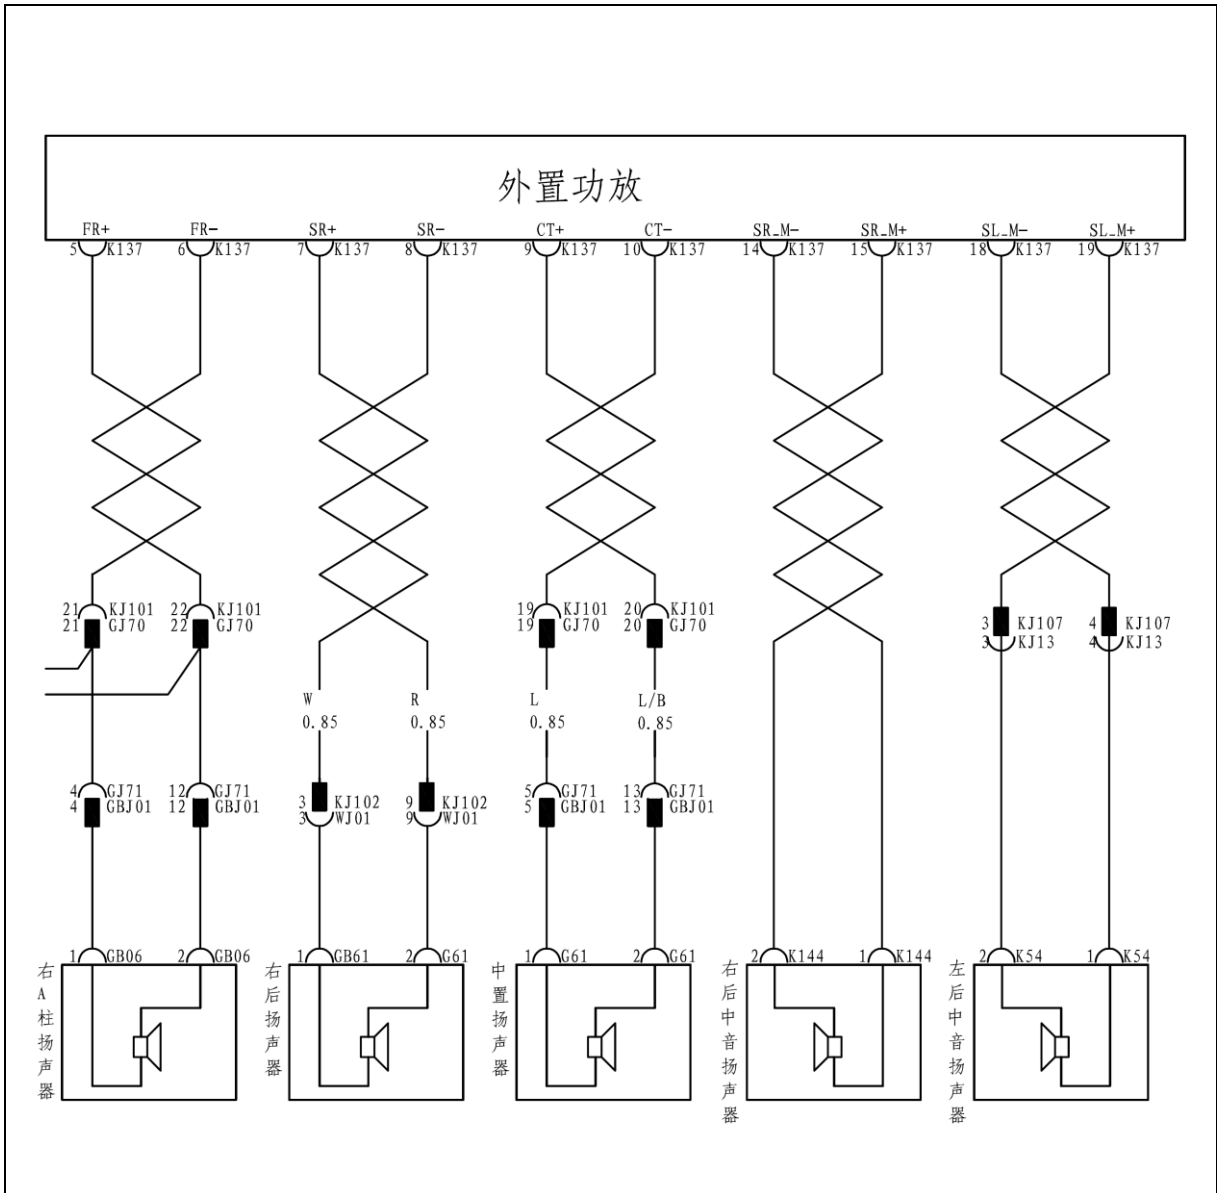 外置功放
FR+ FR- SR+ SR- CT+ CT- SR_M- SR_M+ SL_M- SL_M+
5 K137 6 K137 7 K137 8 K137 9 K137 10 K137 14 K137 15 K137 18 K137 19 K137
21 KJ101 22 KJ101 19 KJ101 20 KJ101
21 GJ70 22 GJ70 19 GJ70 20 GJ70 3 KJ107 4 KJ107
3 KJ13 4 KJ13
W R L L/B
0.85 0.85 0.85 0.85
4 GJ71 12 GJ71 5 GJ71 13 GJ71
4 GBJ01 12 GBJ01 3 KJ102 9 KJ102 5 GBJ01 13 GBJ01
3 WJ01 9 WJ01
1 GB06 2 GB06 1 GB61 2 G61 1 G61 2 G61 2 K144 1 K144 2 K54 1 K54
右A柱扬声器
右后扬声器
中置扬声器
右后中音扬声器
左后中音扬声器